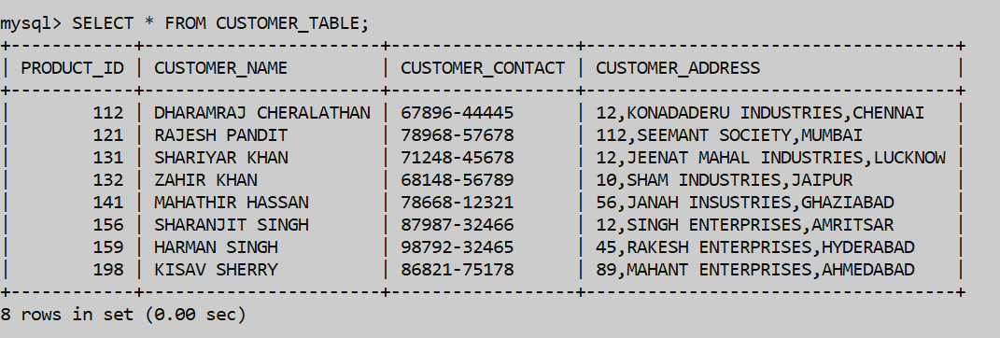 mysql> SELECT * FROM CUSTOMER_TABLE;
+------------+-----------------------+------------------+------------------------------------+
| PRODUCT_ID | CUSTOMER_NAME         | CUSTOMER_CONTACT | CUSTOMER_ADDRESS                   |
+------------+-----------------------+------------------+------------------------------------+
|        112 | DHARAMRAJ CHERALATHAN | 67896-44445      | 12,KONADADERU INDUSTRIES,CHENNAI   |
|        121 | RAJESH PANDIT         | 78968-57678      | 112,SEEMANT SOCIETY,MUMBAI         |
|        131 | SHARIYAR KHAN         | 71248-45678      | 12,JEENAT MAHAL INDUSTRIES,LUCKNOW |
|        132 | ZAHIR KHAN            | 68148-56789      | 10,SHAM INDUSTRIES,JAIPUR          |
|        141 | MAHATHIR HASSAN       | 78668-12321      | 56,JANAH INSUSTRIES,GHAZIABAD      |
|        156 | SHARANJIT SINGH       | 87987-32466      | 12,SINGH ENTERPRISES,AMRITSAR      |
|        159 | HARMAN SINGH          | 98792-32465      | 45,RAKESH ENTERPRISES,HYDERABAD    |
|        198 | KISAV SHERRY          | 86821-75178      | 89,MAHANT ENTERPRISES,AHMEDABAD    |
+------------+-----------------------+------------------+------------------------------------+
8 rows in set (0.00 sec)